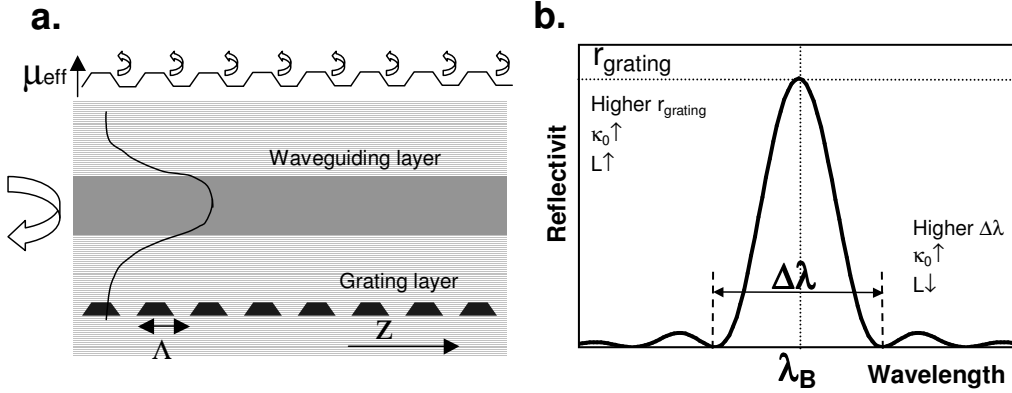 a.
μeff
Waveguiding layer
Grating layer
Λ
Z
b.
rgrating
Higher rgrating
κ0↑
L↑
Reflectivit
Higher Δλ
κ0↑
L↓
Δλ
λB
Wavelength